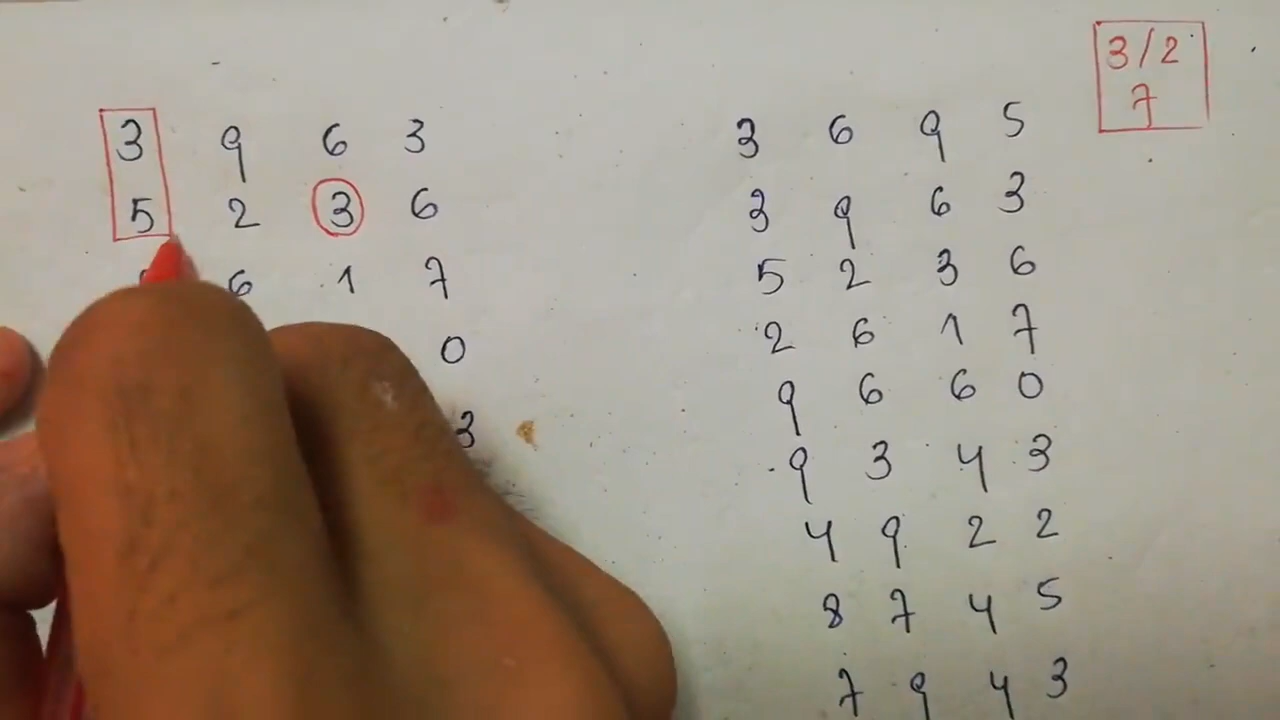 3 9 6 3
5 2 3 6
6 1 7
0
3
3 6 9 5
3 9 6 3
5 2 3 6
2 6 1 7
9 6 6 0
9 3 4 3
4 9 2 2
8 7 4 5
7 9 4 3
3/2
7